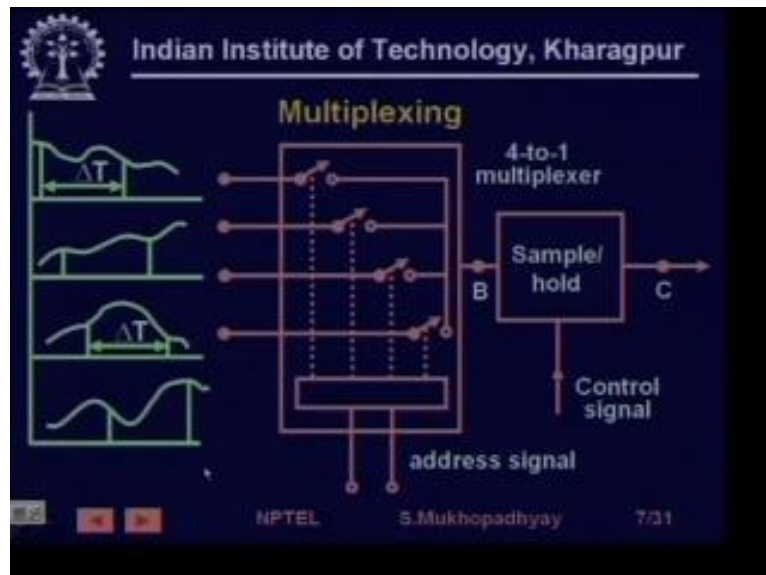 Indian Institute of Technology, Kharagpur
Multiplexing
4-to-1
multiplexer
ΔT
ΔT
Sample/
hold
B
C
Control
signal
address signal
NPTEL
S.Mukhopadhyay
7/31